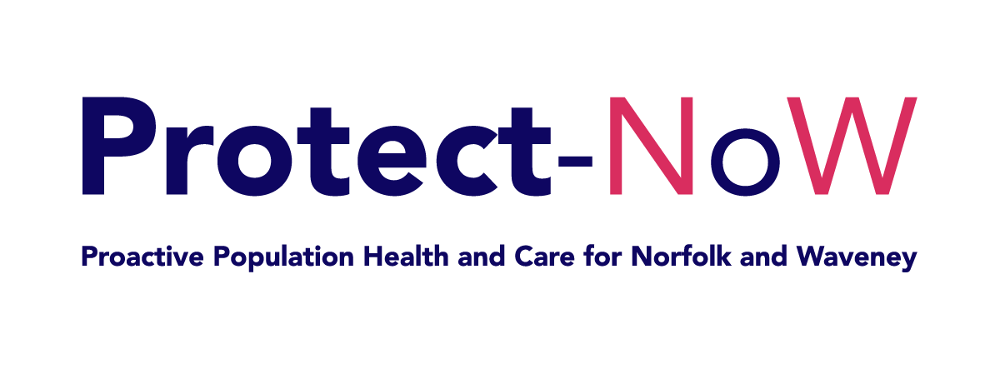 Protect-NoW
Proactive Population Health and Care for Norfolk and Waveney